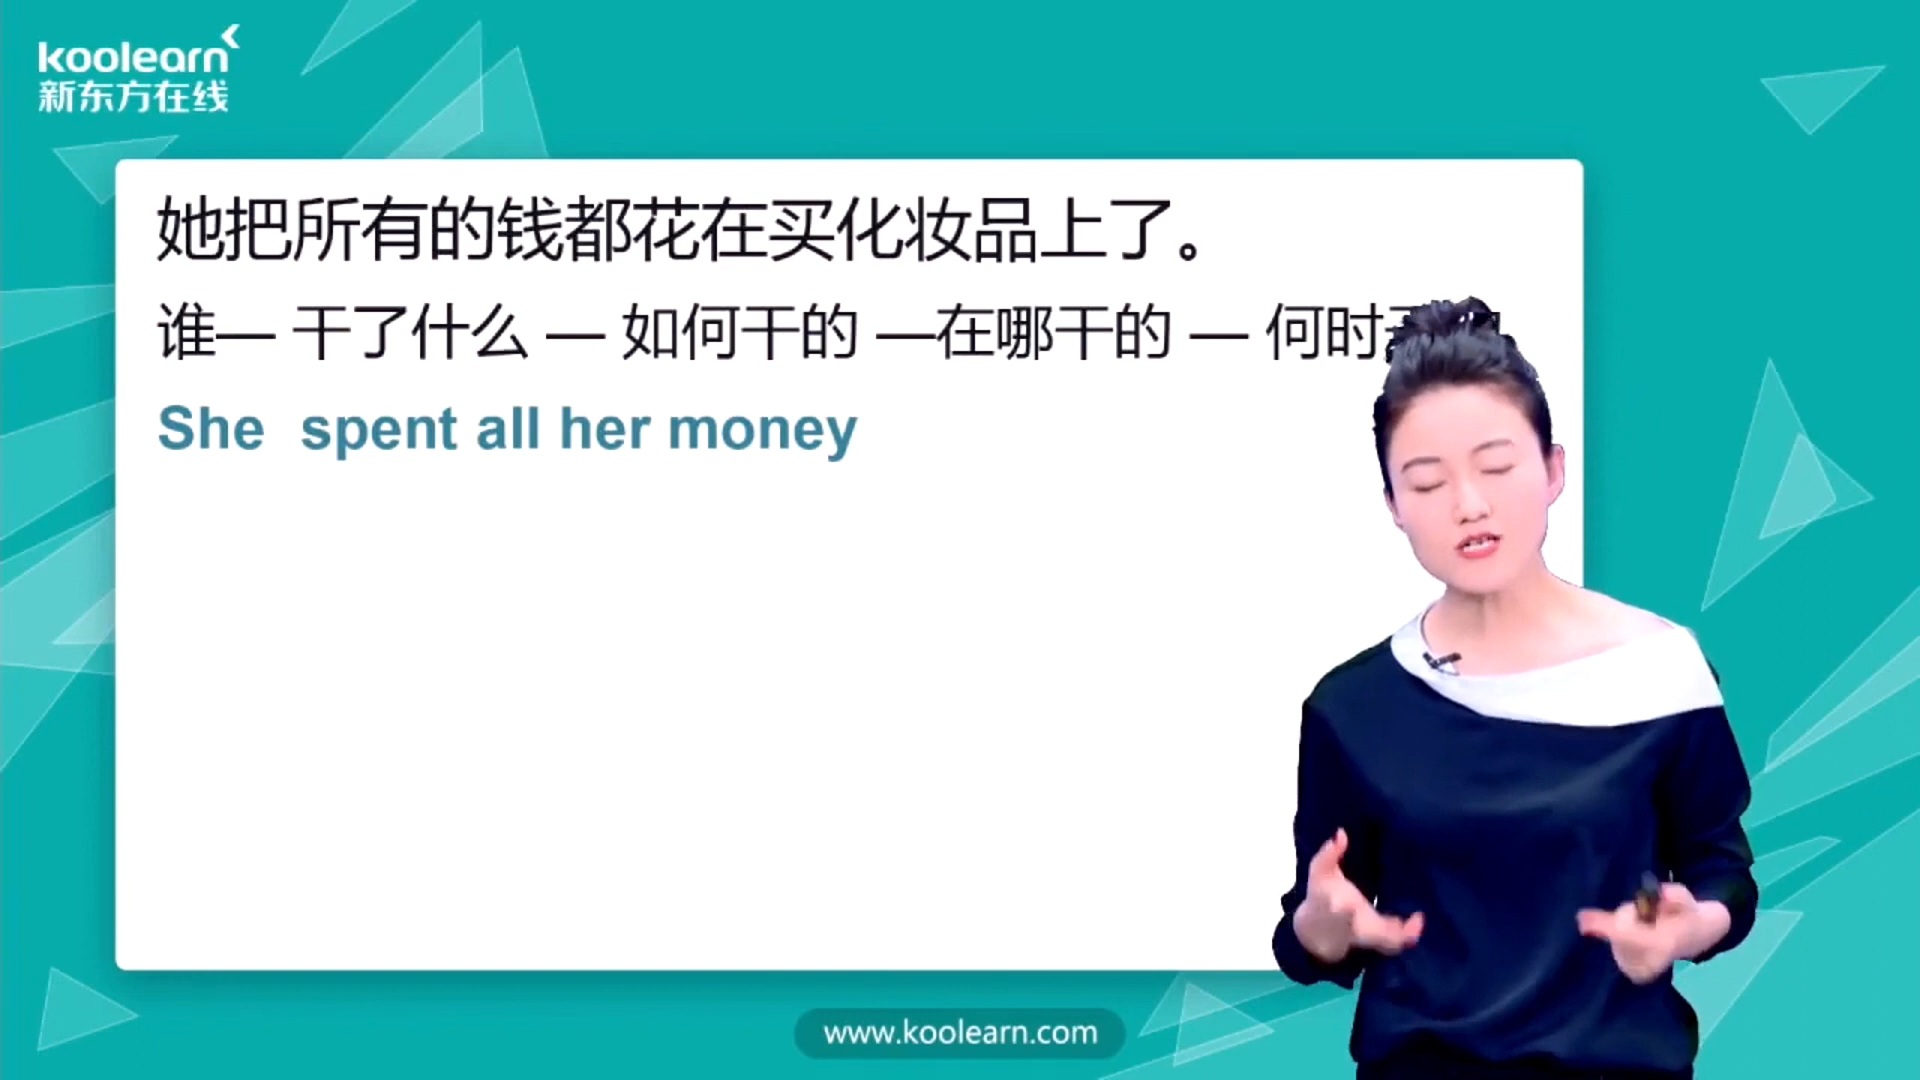 koolearn
新东方在线
她把所有的钱都花在买化妆品上了。
谁— 干了什么 — 如何干的 —在哪干的 — 何时
She spent all her money
www.koolearn.com